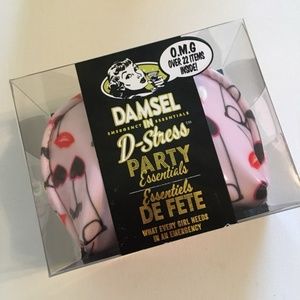 O.M.G
OVER 22 ITEMS
INSIDE!
DAMSEL
EMERGENCY IN ESSENTIALS
D-Stress™
PARTY
Essentials
Essentiels
DE FETE
WHAT EVERY GIRL NEEDS
IN AN EMERGENCY